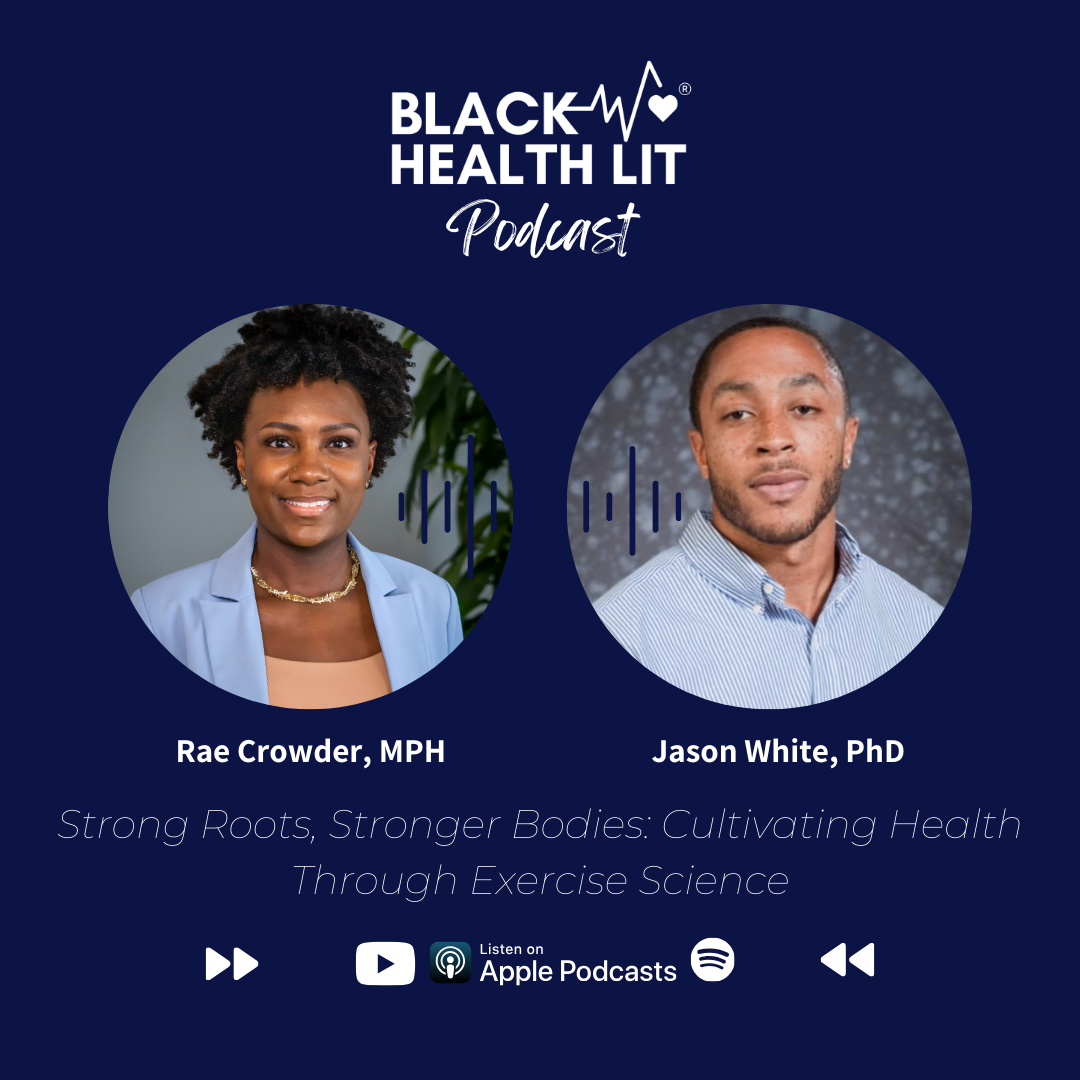 BLACK ®
HEALTH LIT
Podcast
Rae Crowder, MPH
Jason White, PhD
Strong Roots, Stronger Bodies: Cultivating Health
Through Exercise Science
Listen on
Apple Podcasts